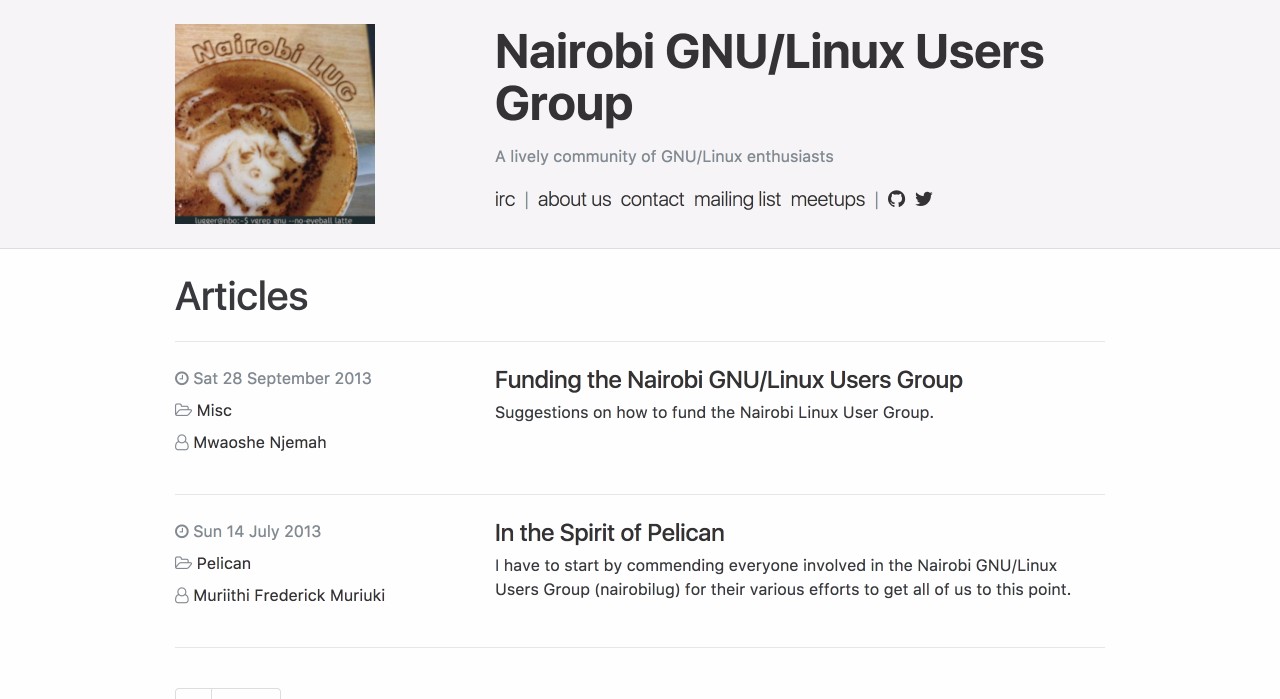 Nairobi LUG
lugger@nbo:~$ vgrep gnu --no-eyeball latte
Nairobi GNU/Linux Users
Group
A lively community of GNU/Linux enthusiasts
irc | about us contact mailing list meetups |
Articles
Sat 28 September 2013
Misc
Mwaoshe Njemah
Funding the Nairobi GNU/Linux Users Group
Suggestions on how to fund the Nairobi Linux User Group.
Sun 14 July 2013
Pelican
Muriithi Frederick Muriuki
In the Spirit of Pelican
I have to start by commending everyone involved in the Nairobi GNU/Linux
Users Group (nairobilug) for their various efforts to get all of us to this point.